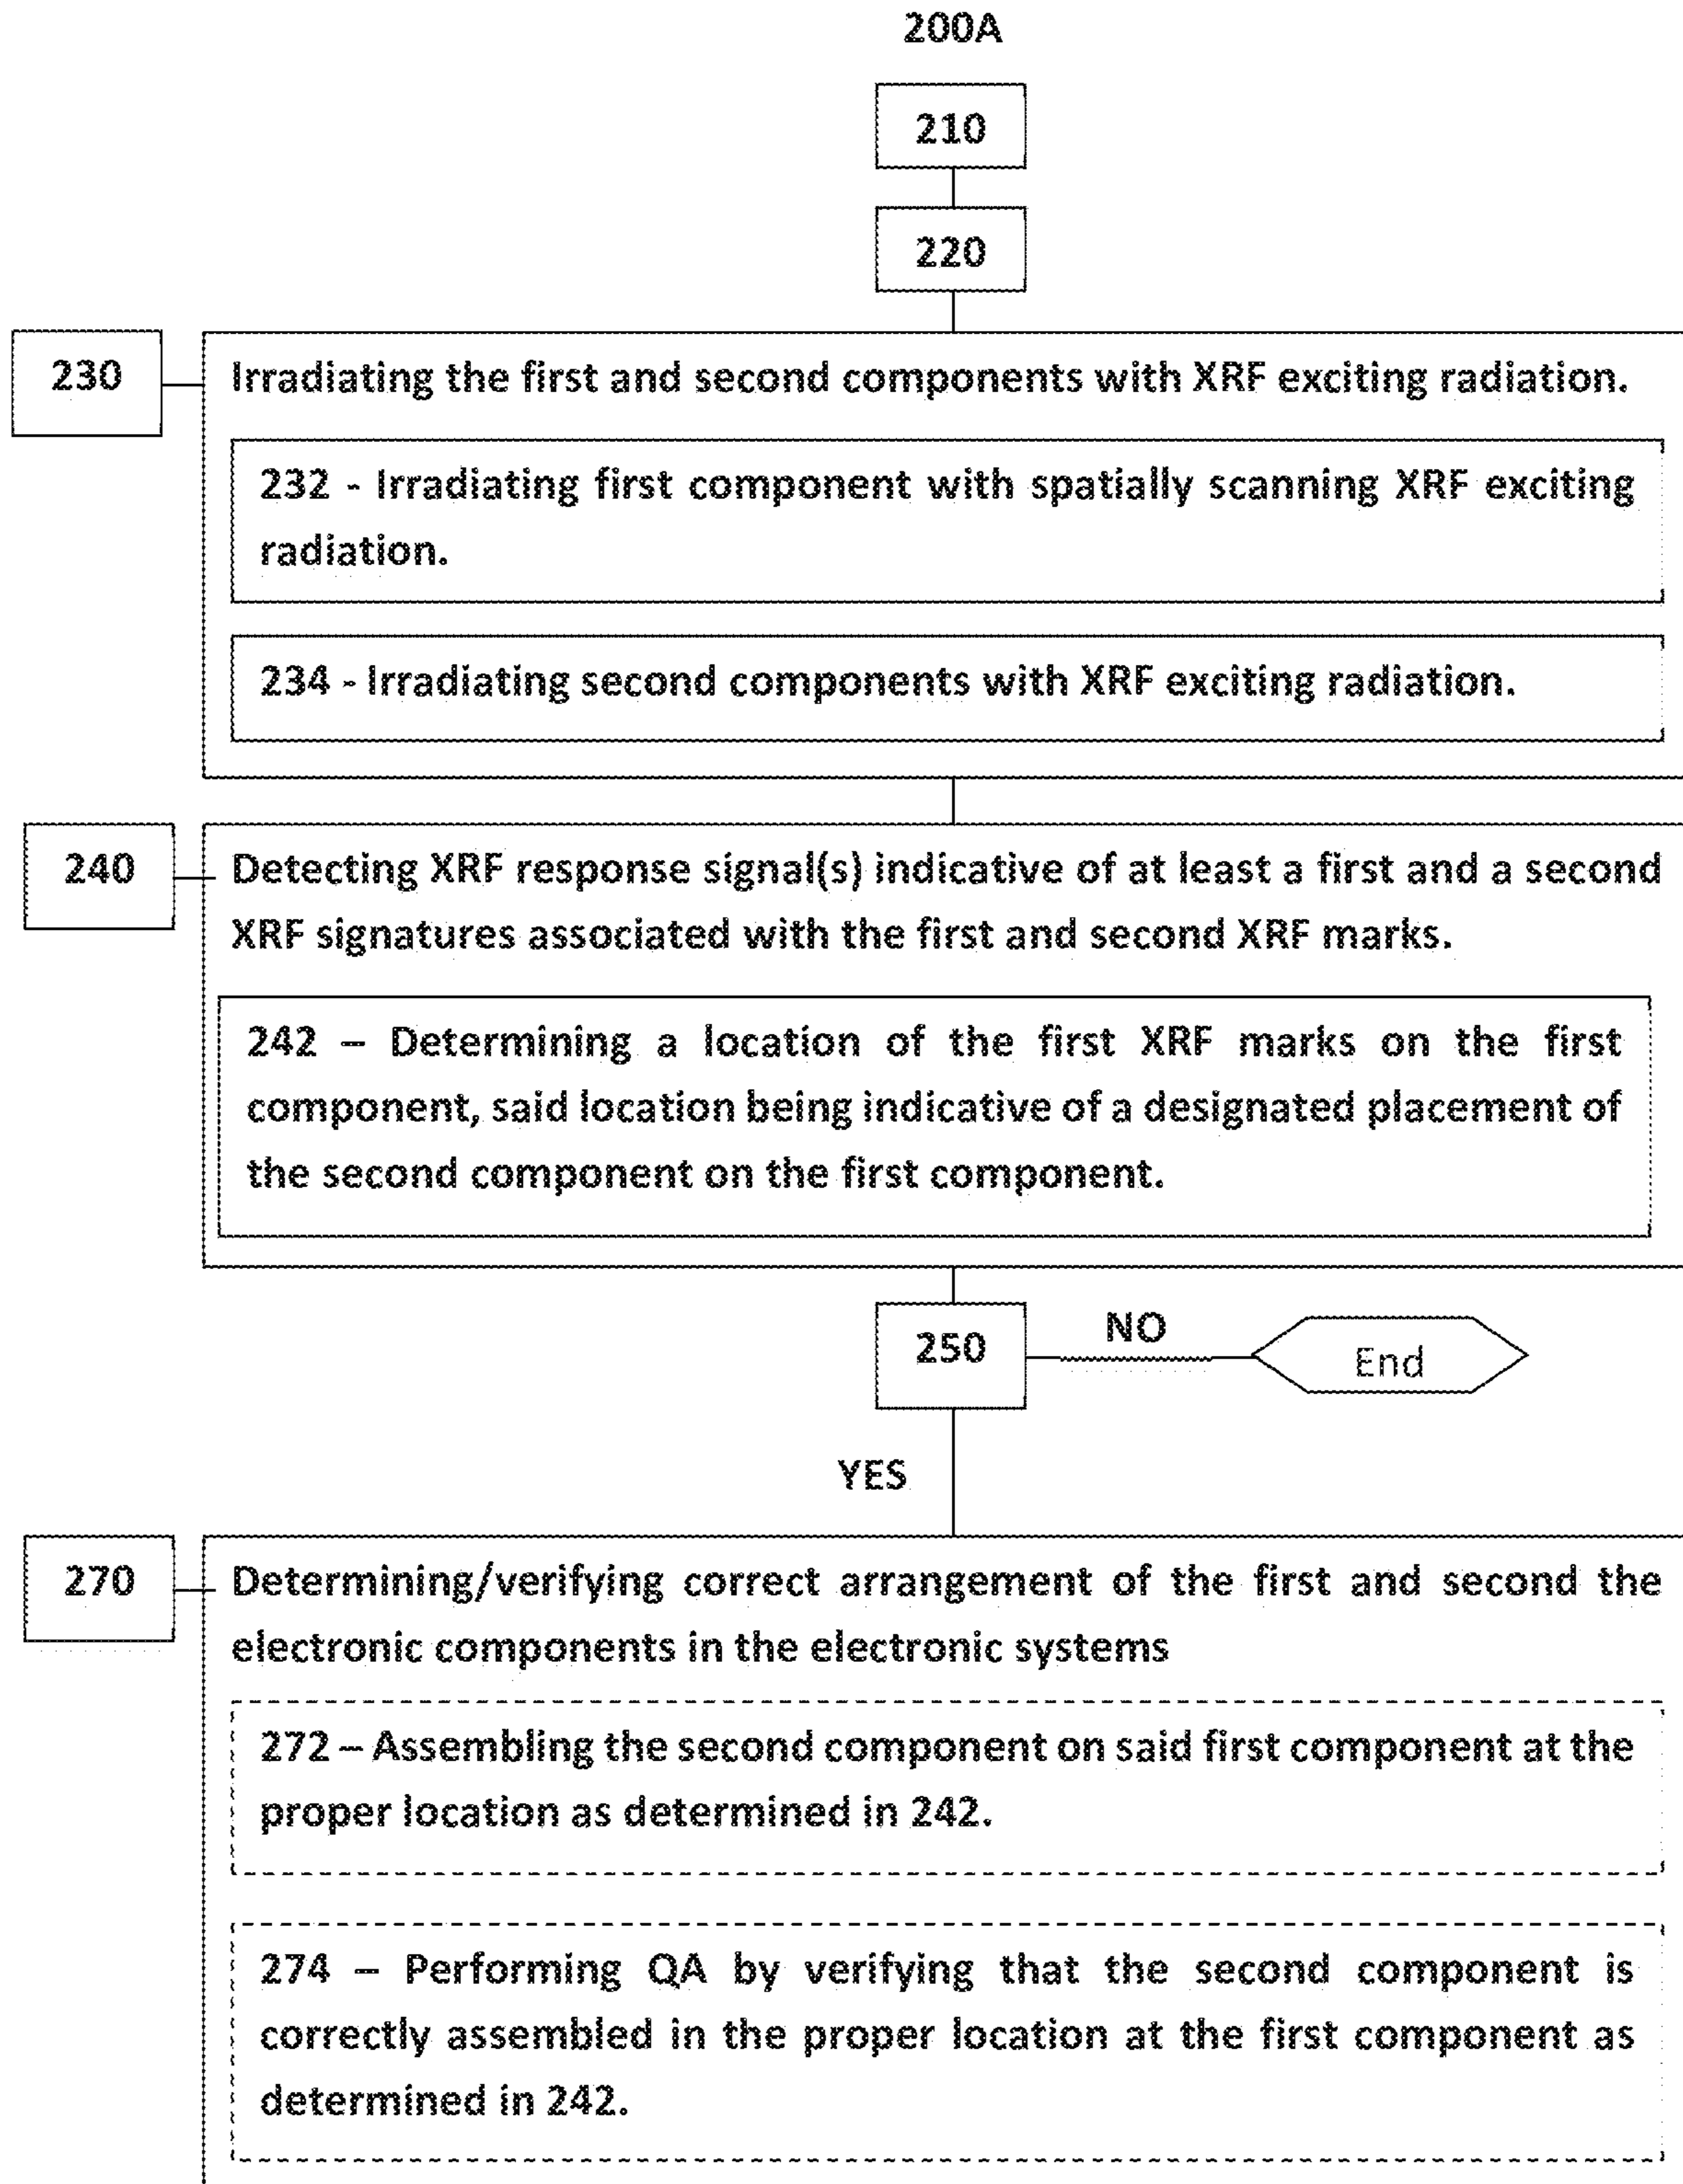 200A
210
220
230
Irradiating the first and second components with XRF exciting radiation.
232 - Irradiating first component with spatially scanning XRF exciting
radiation.
234 - Irradiating second components with XRF exciting radiation.
240
Detecting XRF response signal(s) indicative of at least a first and a second
XRF signatures associated with the first and second XRF marks.
242 – Determining a location of the first XRF marks on the first
component, said location being indicative of a designated placement of
the second component on the first component.
250
NO
End
YES
270
Determining/verifying correct arrangement of the first and second the
electronic components in the electronic systems
272 – Assembling the second component on said first component at the
proper location as determined in 242.
274 – Performing QA by verifying that the second component is
correctly assembled in the proper location at the first component as
determined in 242.